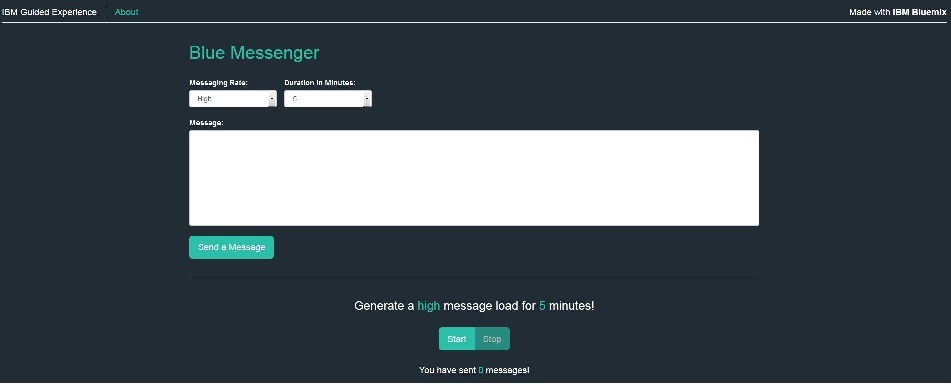 IBM Guided Experience About Made with IBM Bluemix
Blue Messenger
Messaging Rate: Duration in Minutes:
High 5
Message:
Send a Message
Generate a high message load for 5 minutes!
Start Stop
You have sent 0 messages!